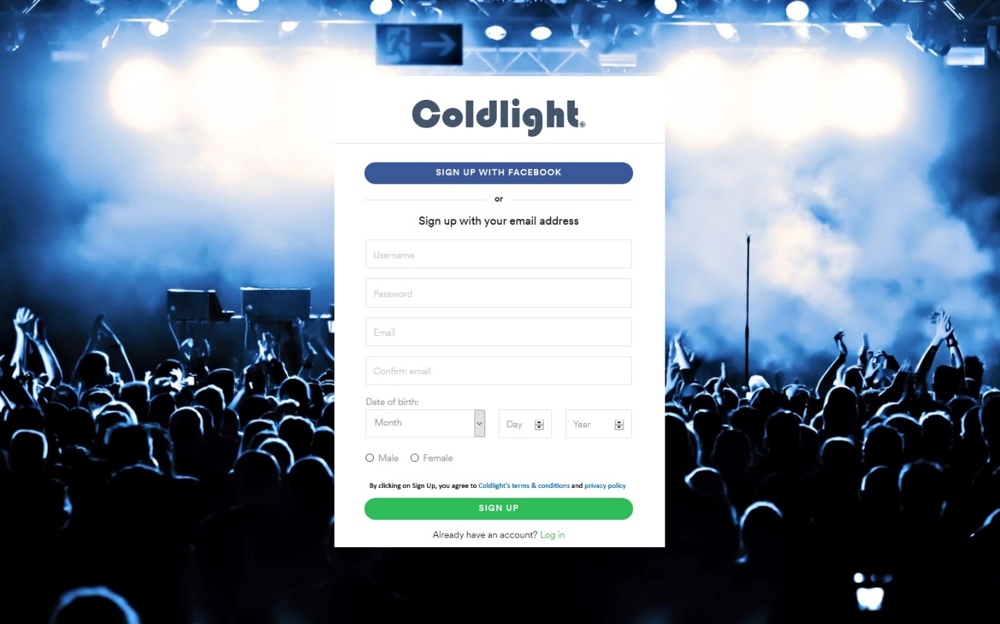 Coldlight®
SIGN UP WITH FACEBOOK
or
Sign up with your email address
Username
Password
Email
Confirm email
Date of birth:
Month Day Year
Male Female
By clicking on Sign Up, you agree to Coldlight's terms & conditions and privacy policy
SIGN UP
Already have an account? Log in